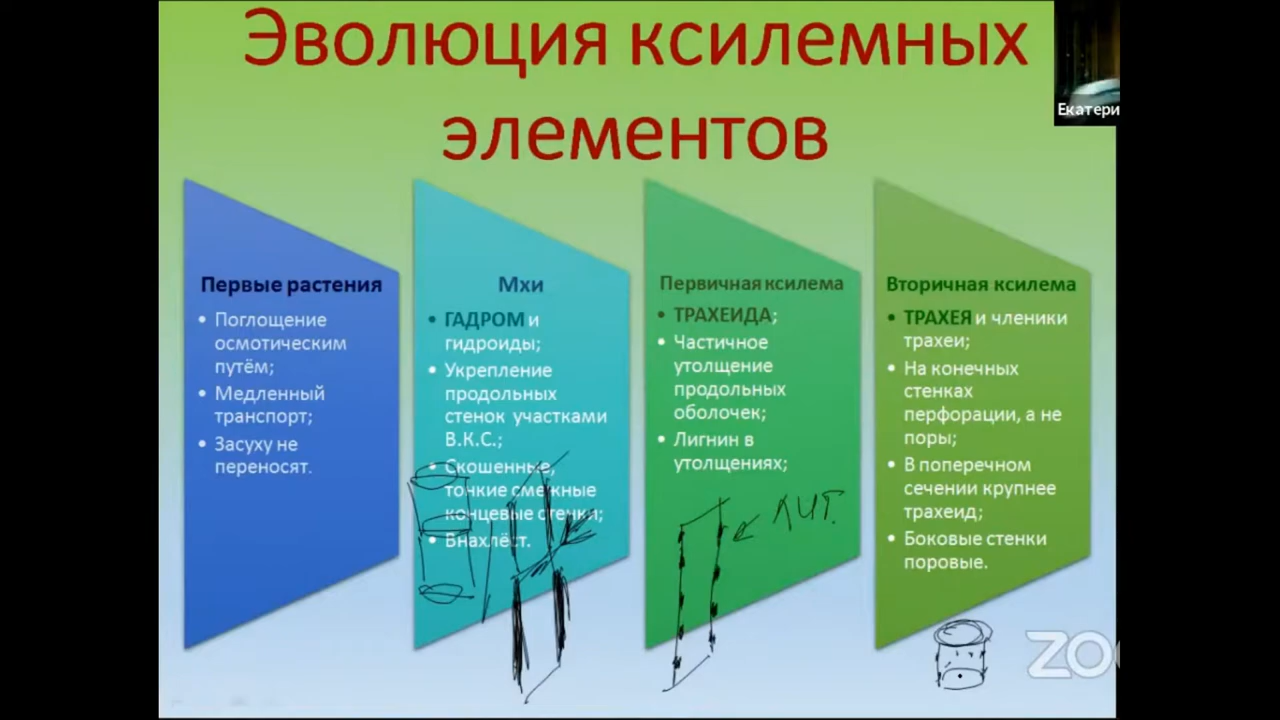 Эволюция ксилемных
элементов
Екатери
Первые растения
• Поглощение
осмотическим
путём;
• Медленный
транспорт;
• Засуху не
переносят.
Мхи
• ГАДРОМ и
гидроиды;
• Укрепление
продольных
стенок участками
В.К.С.;
• Скошенные,
тонкие смежные
концевые стенки;
• Внахлёст.
Первичная ксилема
• ТРАХЕИДА;
• Частичное
утолщение
продольных
оболочек;
• Лигнин в
утолщениях;
ЛИГ.
Вторичная ксилема
• ТРАХЕЯ и членики
трахеи;
• На конечных
стенках
перфорации, а не
поры;
• В поперечном
сечении крупнее
трахеид;
• Боковые стенки
поровые.
ZOO